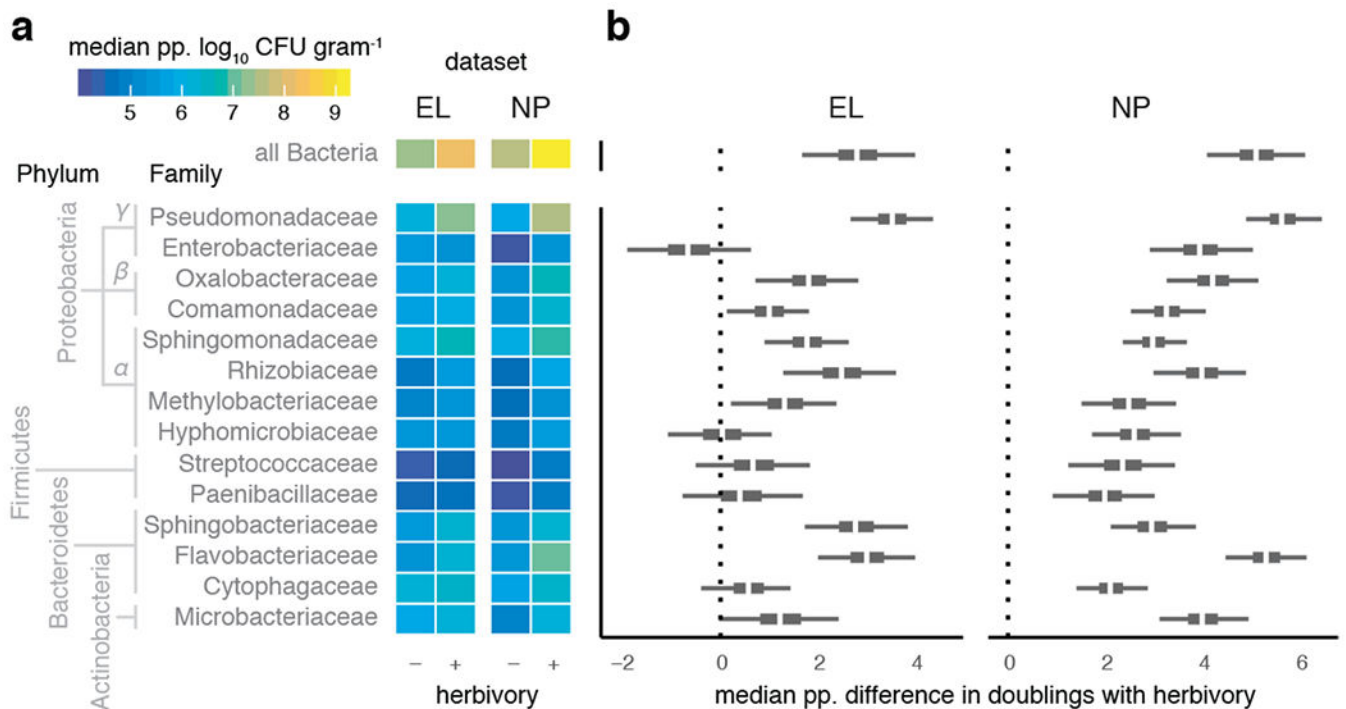 a
b
median pp. log10 CFU gram-1
5 6 7 8 9
dataset
EL NP
EL NP
all Bacteria
Phylum Family
Proteobacteria
γ
β
α
Firmicutes
Bacteroidetes
Actinobacteria
Pseudomonadaceae
Enterobacteriaceae
Oxalobacteraceae
Comamonadaceae
Sphingomonadaceae
Rhizobiaceae
Methylobacteriaceae
Hyphomicrobiaceae
Streptococcaceae
Paenibacillaceae
Sphingobacteriaceae
Flavobacteriaceae
Cytophagaceae
Microbacteriaceae
− + − +
herbivory
−2 0 2 4
0 2 4 6
median pp. difference in doublings with herbivory